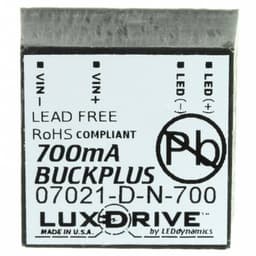 VIN- VIN+ LED(-) LED(+)
LEAD FREE
RoHS COMPLIANT
Pb
700mA
BUCKPLUS
07021-D-N-700
LUXDRIVE
MADE IN U.S.A. by LEDdynamics